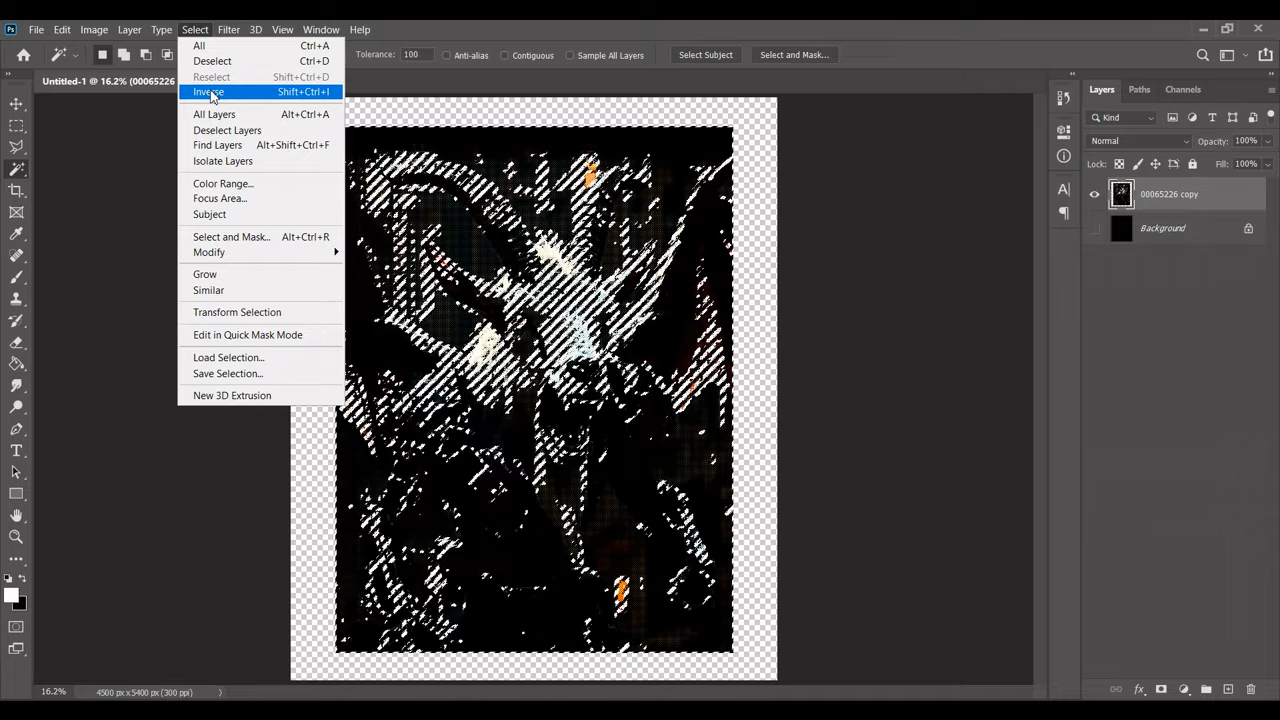 Ps File Edit Image Layer Type Select Filter 3D View Window Help
Tolerance: 100 Anti-alias Contiguous Sample All Layers Select Subject Select and Mask...
Untitled-1 @ 16.2% (00065226
All Ctrl+A
Deselect Ctrl+D
Reselect Shift+Ctrl+D
Inverse Shift+Ctrl+I
All Layers Alt+Ctrl+A
Deselect Layers
Find Layers Alt+Shift+Ctrl+F
Isolate Layers
Color Range...
Focus Area...
Subject
Select and Mask... Alt+Ctrl+R
Modify
Grow
Similar
Transform Selection
Edit in Quick Mask Mode
Load Selection...
Save Selection...
New 3D Extrusion
Layers Paths Channels
Kind
Normal Opacity: 100%
Lock: Fill: 100%
00065226 copy
Background
16.2% 4500 px x 5400 px (300 ppi)